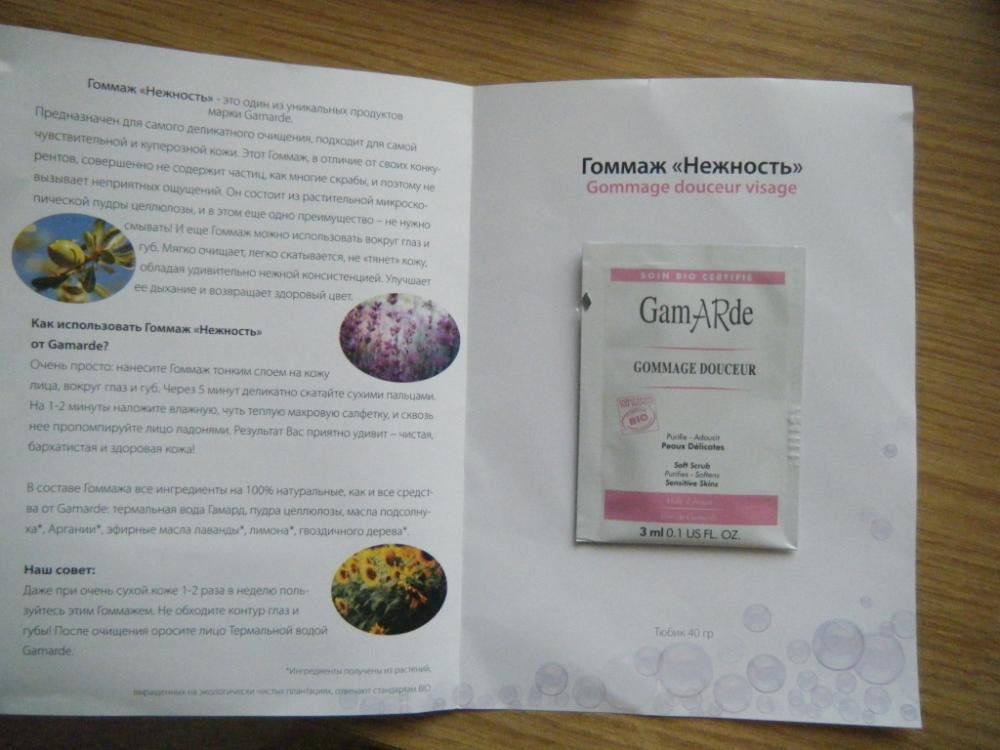 Гоммаж «Нежность» - это один из уникальных продуктов
марки Gamarde.
Предназначен для самого деликатного очищения, подходит для самой
чувствительной и куперозной кожи. Этот Гоммаж, в отличие от своих конку-
рентов, совершенно не содержит частиц, как многие скрабы, и поэтому не
вызывает неприятных ощущений. Он состоит из растительной микроско-
пической пудры целлюлозы, и в этом еще одно преимущество – не нужно
смывать! И еще Гоммаж можно использовать вокруг глаз и
губ. Мягко очищает, легко скатывается, не «тянет» кожу,
обладая удивительно нежной консистенцией. Улучшает
ее дыхание и возвращает здоровый цвет.
Как использовать Гоммаж «Нежность»
от Gamarde?
Очень просто: нанесите Гоммаж тонким слоем на кожу
лица, вокруг глаз и губ. Через 5 минут деликатно скатайте сухими пальцами.
На 1-2 минуты наложите влажную, чуть теплую махровую салфетку, и сквозь
нее пропомпируйте лицо ладонями. Результат Вас приятно удивит – чистая,
бархатистая и здоровая кожа!
В составе Гоммажа все ингредиенты на 100% натуральные, как и все средст-
ва от Gamarde: термальная вода Гамард, пудра целлюлозы, масла подсолну-
ха*, Аргании*, эфирные масла лаванды*, лимона*, гвоздичного дерева*.
Наш совет:
Даже при очень сухой коже 1-2 раза в неделю поль-
зуйтесь этим Гоммажем. Не обходите контур глаз и
губы! После очищения оросите лицо Термальной водой
Gamarde.
*Ингредиенты получены из растений,
выращенных на экологически чистых плантациях, отвечают стандартам BIO
Гоммаж «Нежность»
Gommage douceur visage
SOIN BIO CERTIFIÉ
GamARde
GOMMAGE DOUCEUR
BIO
Purifie - Adoucit
Peaux Délicates
Soft Scrub
Purifies - Softens
Sensitive Skins
3 ml 0.1 US FL. OZ.
Тюбик 40 гр